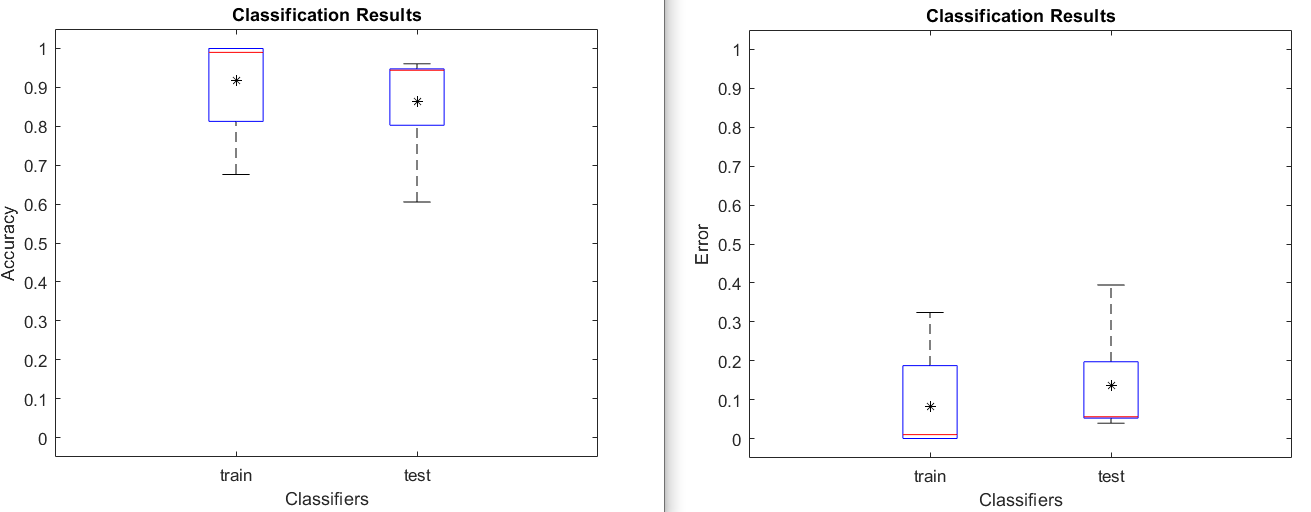 Classification Results
1
0.9
0.8
0.7
0.6
0.5
0.4
0.3
0.2
0.1
0
Accuracy
train test
Classifiers
Classification Results
1
0.9
0.8
0.7
0.6
0.5
0.4
0.3
0.2
0.1
0
Error
train test
Classifiers